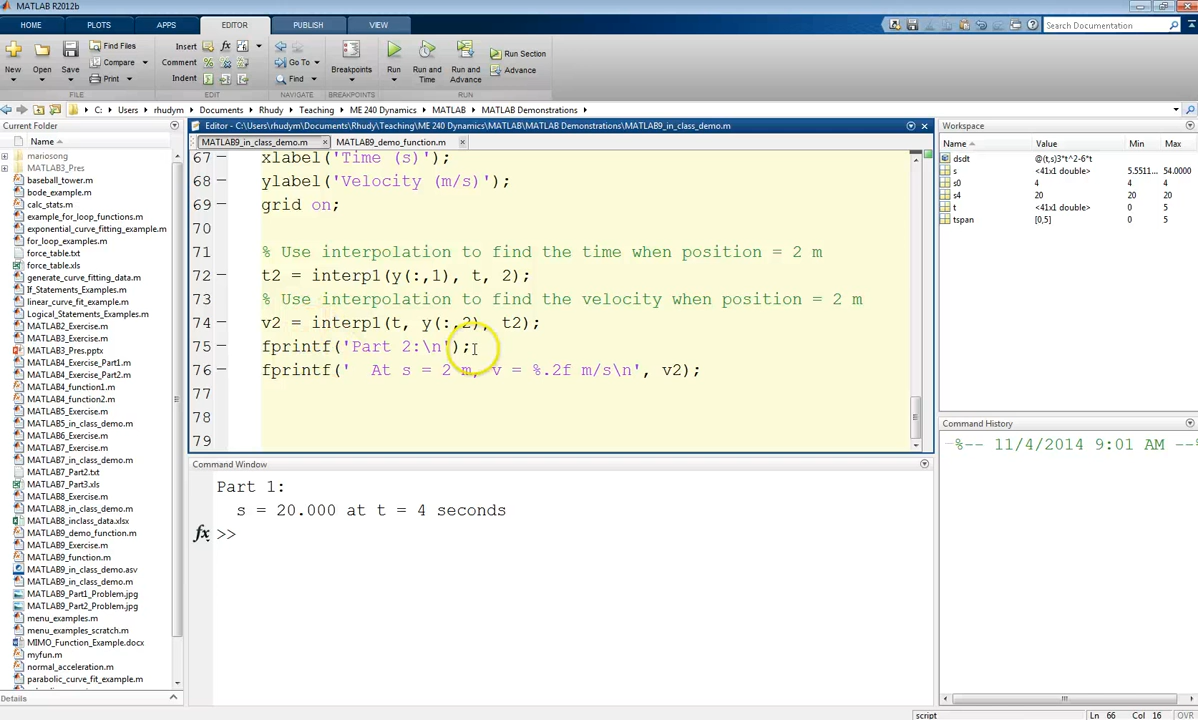 MATLAB R2012b
HOME PLOTS APPS EDITOR PUBLISH VIEW
Search Documentation
New Open Save Find Files Compare Print
Insert Comment Indent
Go To Find
Breakpoints Run Run and Time Run and Advance Run Section Advance
FILE EDIT NAVIGATE BREAKPOINTS RUN
C: Users rhudym Documents Rhudy Teaching ME 240 Dynamics MATLAB MATLAB Demonstrations
Current Folder
Name
mariosong
MATLAB3_Pres
baseball_tower.m
bode_example.m
calc_stats.m
example_for_loop_functions.m
exponential_curve_fitting_example.m
for_loop_examples.m
force_table.txt
force_table.xls
generate_curve_fitting_data.m
If_Statements_Examples.m
linear_curve_fit_example.m
Logical_Statements_Examples.m
MATLAB2_Exercise.m
MATLAB3_Exercise.m
MATLAB3_Pres.pptx
MATLAB4_Exercise_Part1.m
MATLAB4_Exercise_Part2.m
MATLAB4_function1.m
MATLAB4_function2.m
MATLAB5_Exercise.m
MATLAB5_in_class_demo.m
MATLAB6_Exercise.m
MATLAB7_Exercise.m
MATLAB7_in_class_demo.m
MATLAB7_Part2.txt
MATLAB7_Part3.xls
MATLAB8_Exercise.m
MATLAB8_in_class_demo.m
MATLAB8_inclass_data.xlsx
MATLAB9_demo_function.m
MATLAB9_Exercise.m
MATLAB9_function.m
MATLAB9_in_class_demo.asv
MATLAB9_in_class_demo.m
MATLAB9_Part1_Problem.jpg
MATLAB9_Part2_Problem.jpg
menu_examples.m
menu_examples_scratch.m
MIMO_Function_Example.docx
myfun.m
normal_acceleration.m
parabolic_curve_fit_example.m
Details
Editor - C:\Users\rhudym\Documents\Rhudy\Teaching\ME 240 Dynamics\MATLAB\MATLAB Demonstrations\MATLAB9_in_class_demo.m
MATLAB9_in_class_demo.m MATLAB9_demo_function.m
67 xlabel('Time (s)');
68 ylabel('Velocity (m/s)');
69 grid on;
70
71 % Use interpolation to find the time when position = 2 m
72 t2 = interp1(y(:,1), t, 2);
73 % Use interpolation to find the velocity when position = 2 m
74 v2 = interp1(t, y(:,2), t2);
75 fprintf('Part 2:\n');
76 fprintf('  At s = 2 m, v = %.2f m/s\n', v2);
77
78
79
Command Window
Part 1:
s = 20.000 at t = 4 seconds
fx >>
Workspace
Name Value Min Max
dsdt @(t,s)3*t^2-6*t
s <41x1 double> 5.5511... 54.0000
s0 4 4 4
s4 20 20 20
t <41x1 double> 0 5
tspan [0,5] 0 5
Command History
%-- 11/4/2014 9:01 AM --%
script Ln 66 Col 16 OVR